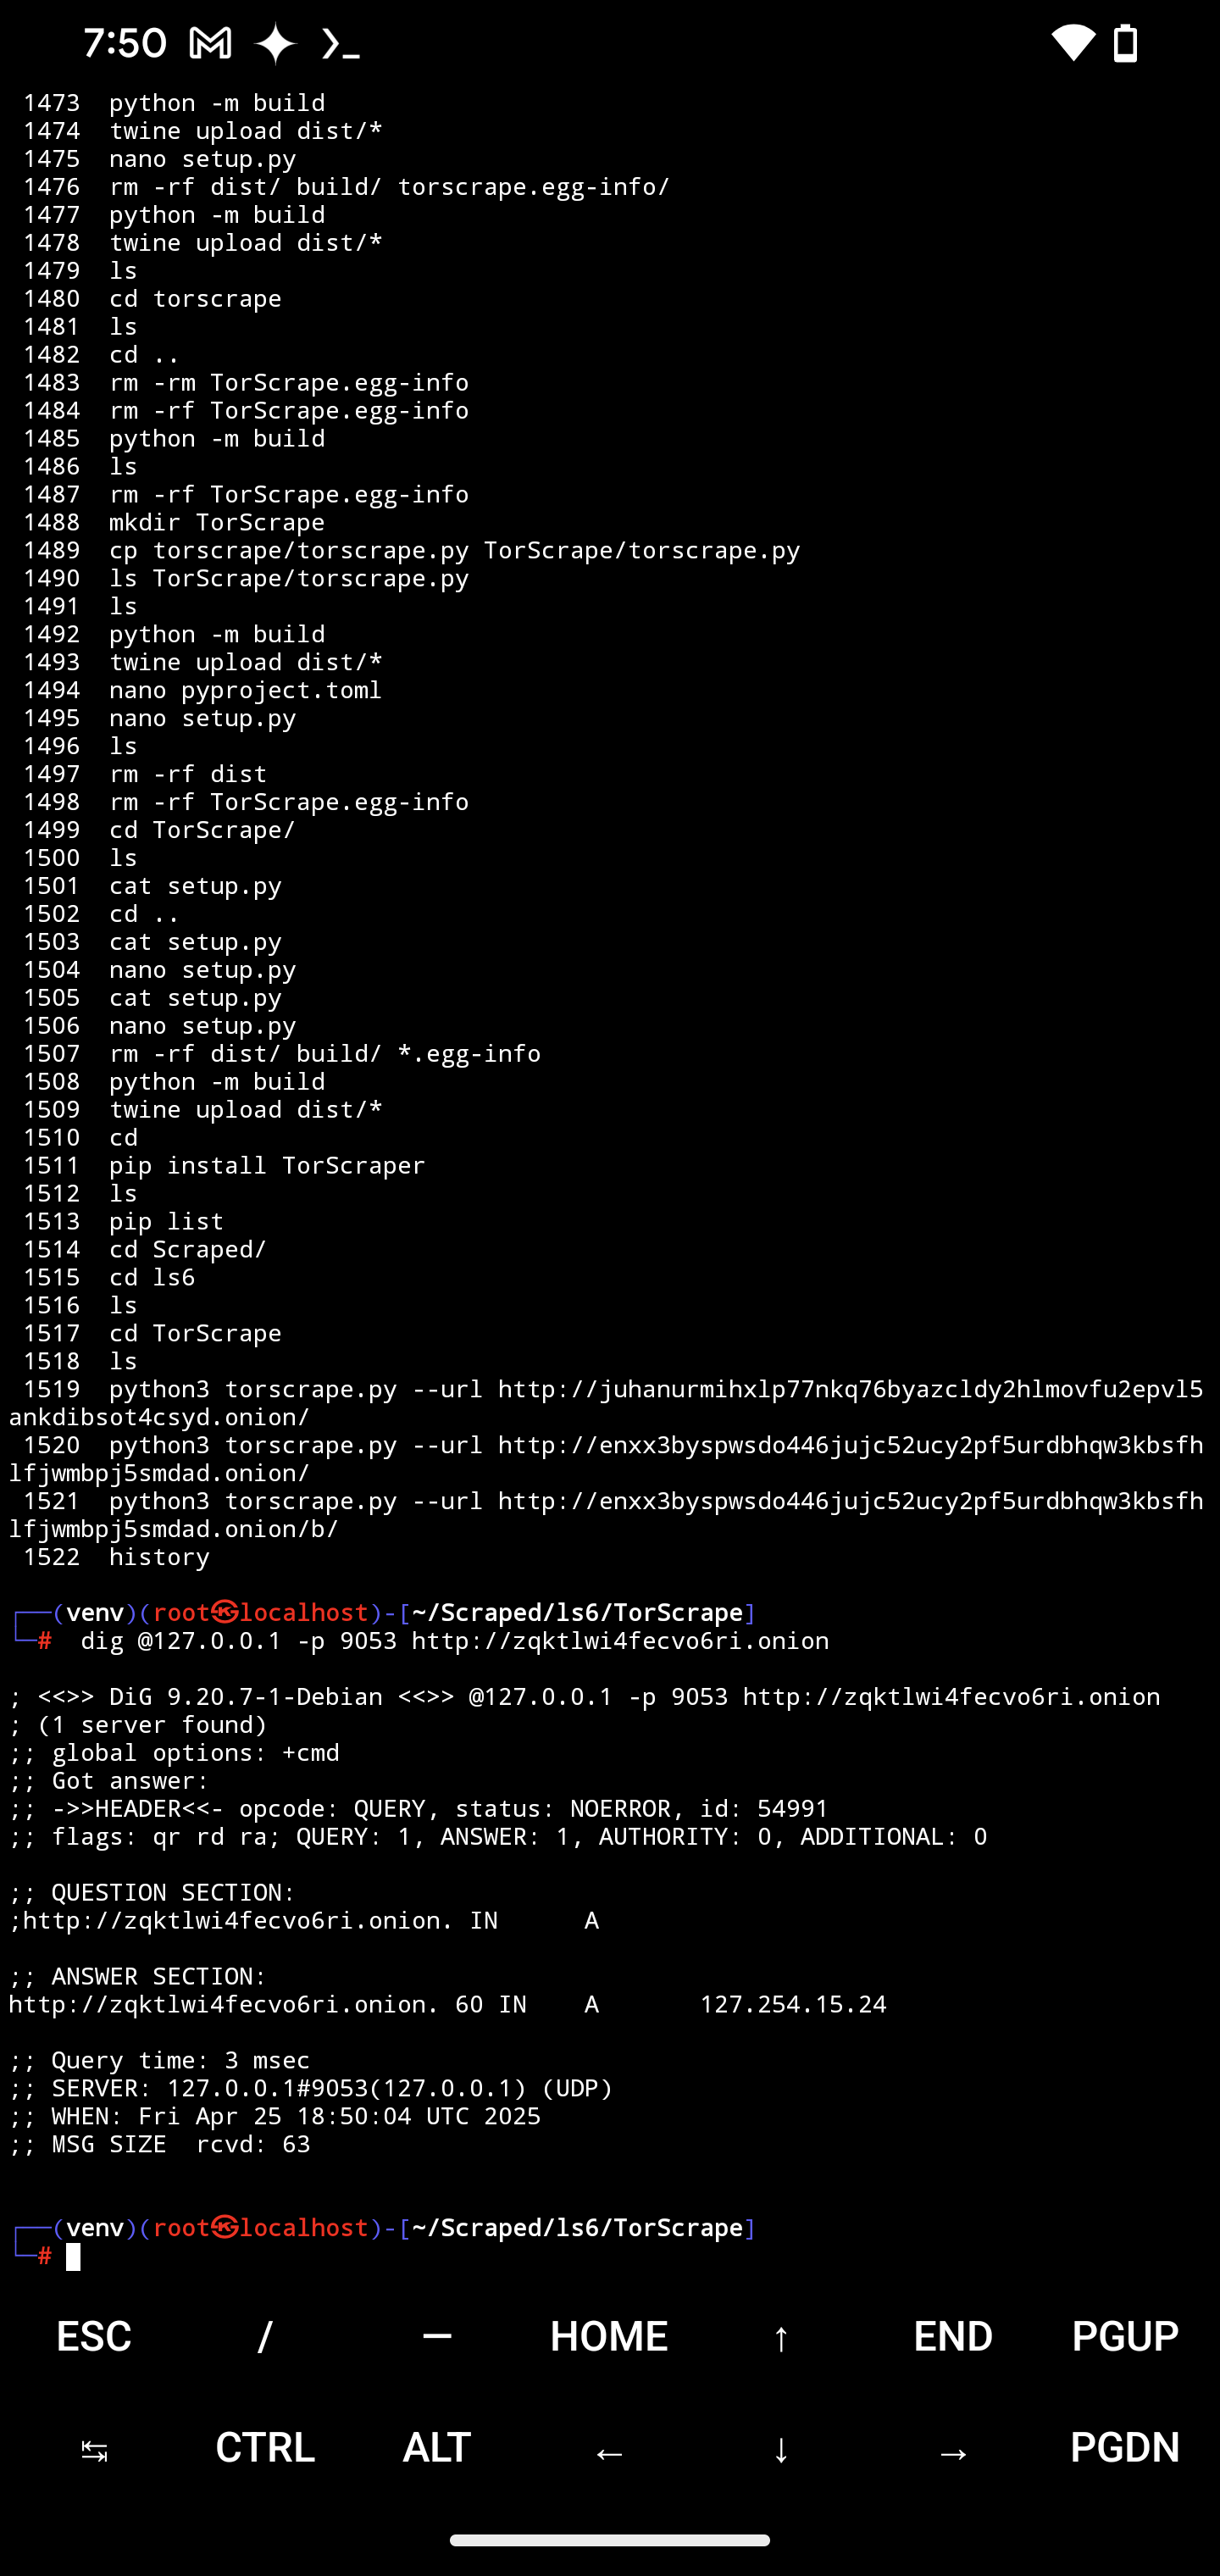 7:50
1473  python -m build
1474  twine upload dist/*
1475  nano setup.py
1476  rm -rf dist/ build/ torscrape.egg-info/
1477  python -m build
1478  twine upload dist/*
1479  ls
1480  cd torscrape
1481  ls
1482  cd ..
1483  rm -rm TorScrape.egg-info
1484  rm -rf TorScrape.egg-info
1485  python -m build
1486  ls
1487  rm -rf TorScrape.egg-info
1488  mkdir TorScrape
1489  cp torscrape/torscrape.py TorScrape/torscrape.py
1490  ls TorScrape/torscrape.py
1491  ls
1492  python -m build
1493  twine upload dist/*
1494  nano pyproject.toml
1495  nano setup.py
1496  ls
1497  rm -rf dist
1498  rm -rf TorScrape.egg-info
1499  cd TorScrape/
1500  ls
1501  cat setup.py
1502  cd ..
1503  cat setup.py
1504  nano setup.py
1505  cat setup.py
1506  nano setup.py
1507  rm -rf dist/ build/ *.egg-info
1508  python -m build
1509  twine upload dist/*
1510  cd
1511  pip install TorScraper
1512  ls
1513  pip list
1514  cd Scraped/
1515  cd ls6
1516  ls
1517  cd TorScrape
1518  ls
1519  python3 torscrape.py --url http://juhanurmihxlp77nkq76byazcldy2hlmovfu2epvl5
ankdibsot4csyd.onion/
1520  python3 torscrape.py --url http://enxx3byspwsdo446jujc52ucy2pf5urdbhqw3kbsfh
lfjwmbpj5smdad.onion/
1521  python3 torscrape.py --url http://enxx3byspwsdo446jujc52ucy2pf5urdbhqw3kbsfh
lfjwmbpj5smdad.onion/b/
1522  history
┌──(venv)(root㉿localhost)-[~/Scraped/ls6/TorScrape]
└─#  dig @127.0.0.1 -p 9053 http://zqktlwi4fecvo6ri.onion
; <<>> DiG 9.20.7-1-Debian <<>> @127.0.0.1 -p 9053 http://zqktlwi4fecvo6ri.onion
; (1 server found)
;; global options: +cmd
;; Got answer:
;; ->>HEADER<<- opcode: QUERY, status: NOERROR, id: 54991
;; flags: qr rd ra; QUERY: 1, ANSWER: 1, AUTHORITY: 0, ADDITIONAL: 0
;; QUESTION SECTION:
;http://zqktlwi4fecvo6ri.onion. IN      A
;; ANSWER SECTION:
http://zqktlwi4fecvo6ri.onion. 60 IN    A       127.254.15.24
;; Query time: 3 msec
;; SERVER: 127.0.0.1#9053(127.0.0.1) (UDP)
;; WHEN: Fri Apr 25 18:50:04 UTC 2025
;; MSG SIZE  rcvd: 63
┌──(venv)(root㉿localhost)-[~/Scraped/ls6/TorScrape]
└─#
ESC / — HOME ↑ END PGUP
↹ CTRL ALT ← ↓ → PGDN